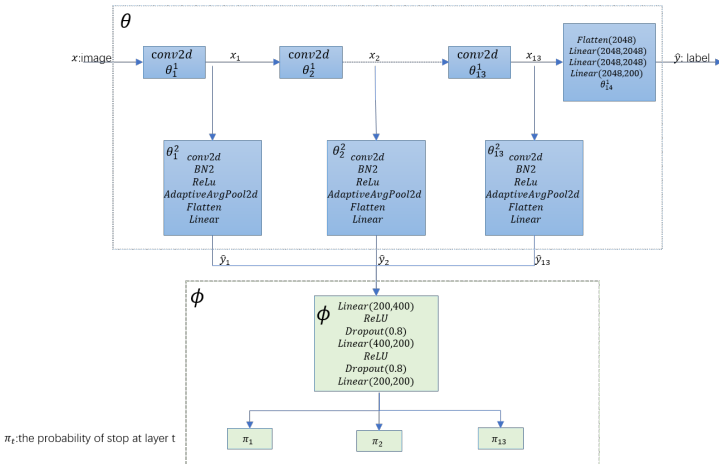 θ
x:image
conv2d
θ₁¹
x₁
conv2d
θ₂¹
x₂
conv2d
θ₁₃¹
x₁₃
Flatten(2048)
Linear(2048,2048)
Linear(2048,2048)
Linear(2048,200)
θ₁₄¹
ŷ: label
θ₁²
conv2d
BN2
ReLu
AdaptiveAvgPool2d
Flatten
Linear
θ₂²
conv2d
BN2
ReLu
AdaptiveAvgPool2d
Flatten
Linear
θ₁₃²
conv2d
BN2
ReLu
AdaptiveAvgPool2d
Flatten
Linear
ŷ₁
ŷ₂
ŷ₁₃
ϕ
ϕ
Linear(200,400)
ReLU
Dropout(0.8)
Linear(400,200)
ReLU
Dropout(0.8)
Linear(200,200)
πₜ:the probability of stop at layer t
π₁
π₂
π₁₃